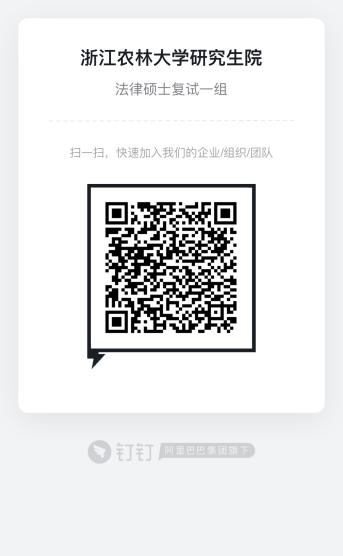 浙江农林大学研究生院
法律硕士复试一组
扫一扫，快速加入我们的企业/组织/团队
钉钉
阿里巴巴集团旗下